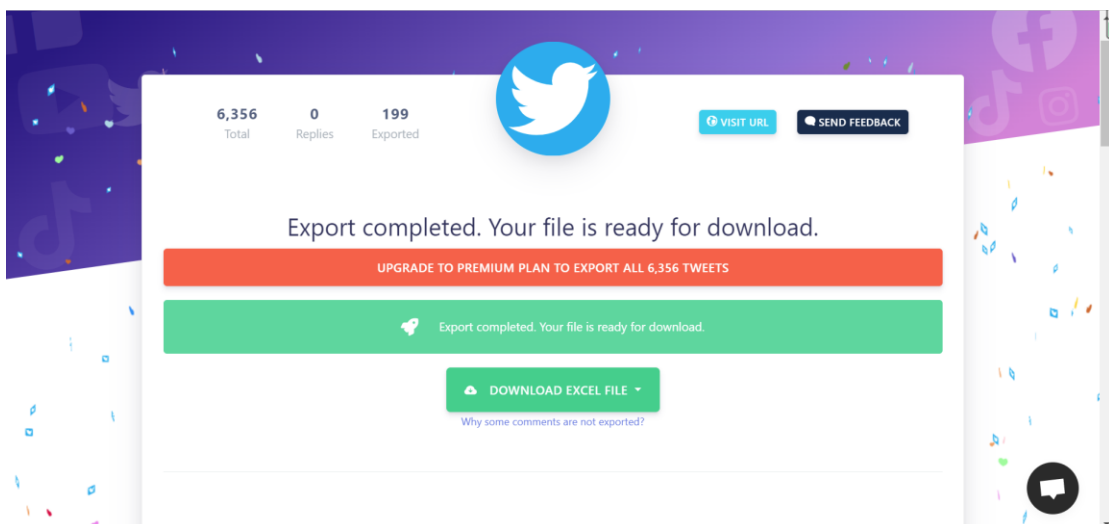 6,356 0 199
Total Replies Exported
VISIT URL
SEND FEEDBACK
Export completed. Your file is ready for download.
UPGRADE TO PREMIUM PLAN TO EXPORT ALL 6,356 TWEETS
Export completed. Your file is ready for download.
DOWNLOAD EXCEL FILE
Why some comments are not exported?